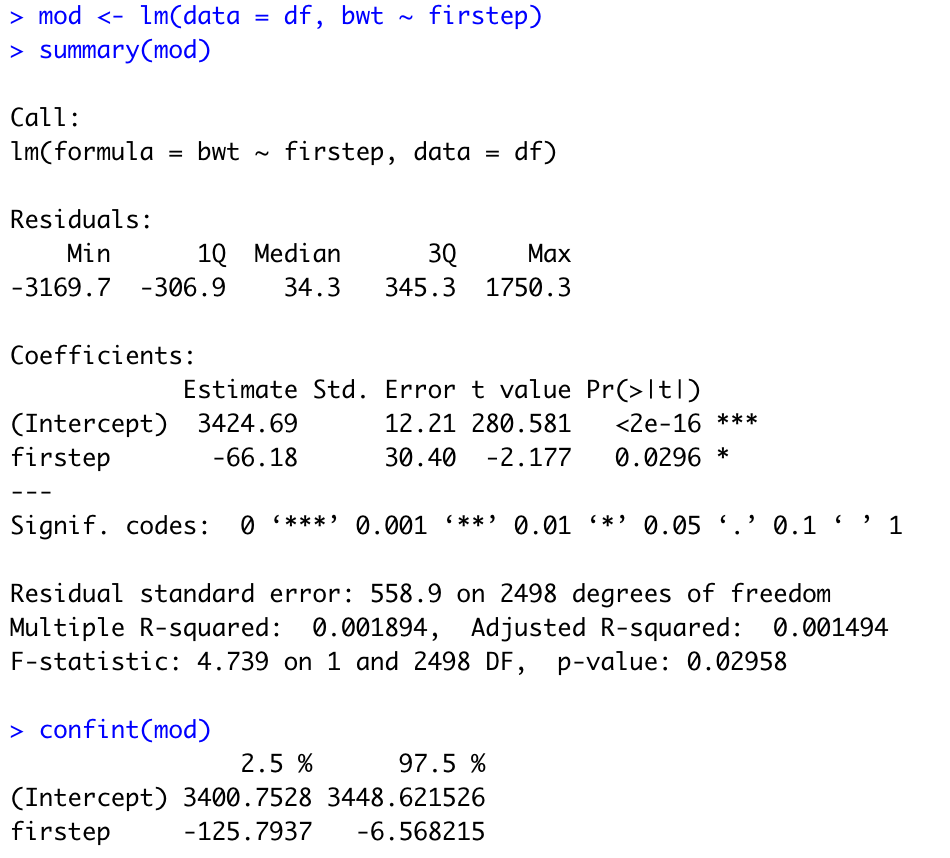 > mod <- lm(data = df, bwt ~ firstep)
> summary(mod)

Call:
lm(formula = bwt ~ firstep, data = df)

Residuals:
    Min      1Q  Median      3Q     Max
-3169.7  -306.9    34.3   345.3  1750.3

Coefficients:
            Estimate Std. Error t value Pr(>|t|)
(Intercept)  3424.69      12.21 280.581   <2e-16 ***
firstep       -66.18      30.40  -2.177   0.0296 *
---
Signif. codes:  0 ‘***’ 0.001 ‘**’ 0.01 ‘*’ 0.05 ‘.’ 0.1 ‘ ’ 1

Residual standard error: 558.9 on 2498 degrees of freedom
Multiple R-squared:  0.001894,	Adjusted R-squared:  0.001494
F-statistic: 4.739 on 1 and 2498 DF,  p-value: 0.02958

> confint(mod)
                2.5 %      97.5 %
(Intercept) 3400.7528 3448.621526
firstep     -125.7937   -6.568215